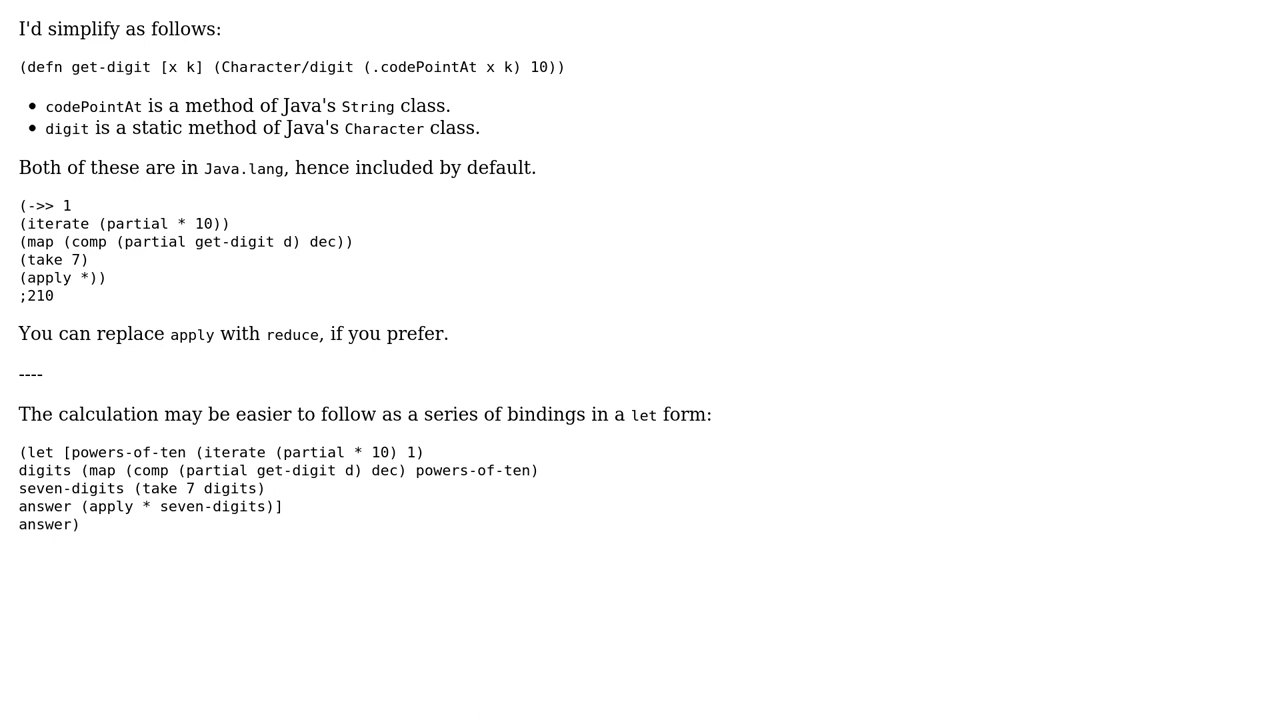 I'd simplify as follows:
(defn get-digit [x k] (Character/digit (.codePointAt x k) 10))
• codePointAt is a method of Java's String class.
• digit is a static method of Java's Character class.
Both of these are in Java.lang, hence included by default.
(->> 1
(iterate (partial * 10))
(map (comp (partial get-digit d) dec))
(take 7)
(apply *))
;210
You can replace apply with reduce, if you prefer.
----
The calculation may be easier to follow as a series of bindings in a let form:
(let [powers-of-ten (iterate (partial * 10) 1)
digits (map (comp (partial get-digit d) dec) powers-of-ten)
seven-digits (take 7 digits)
answer (apply * seven-digits)]
answer)